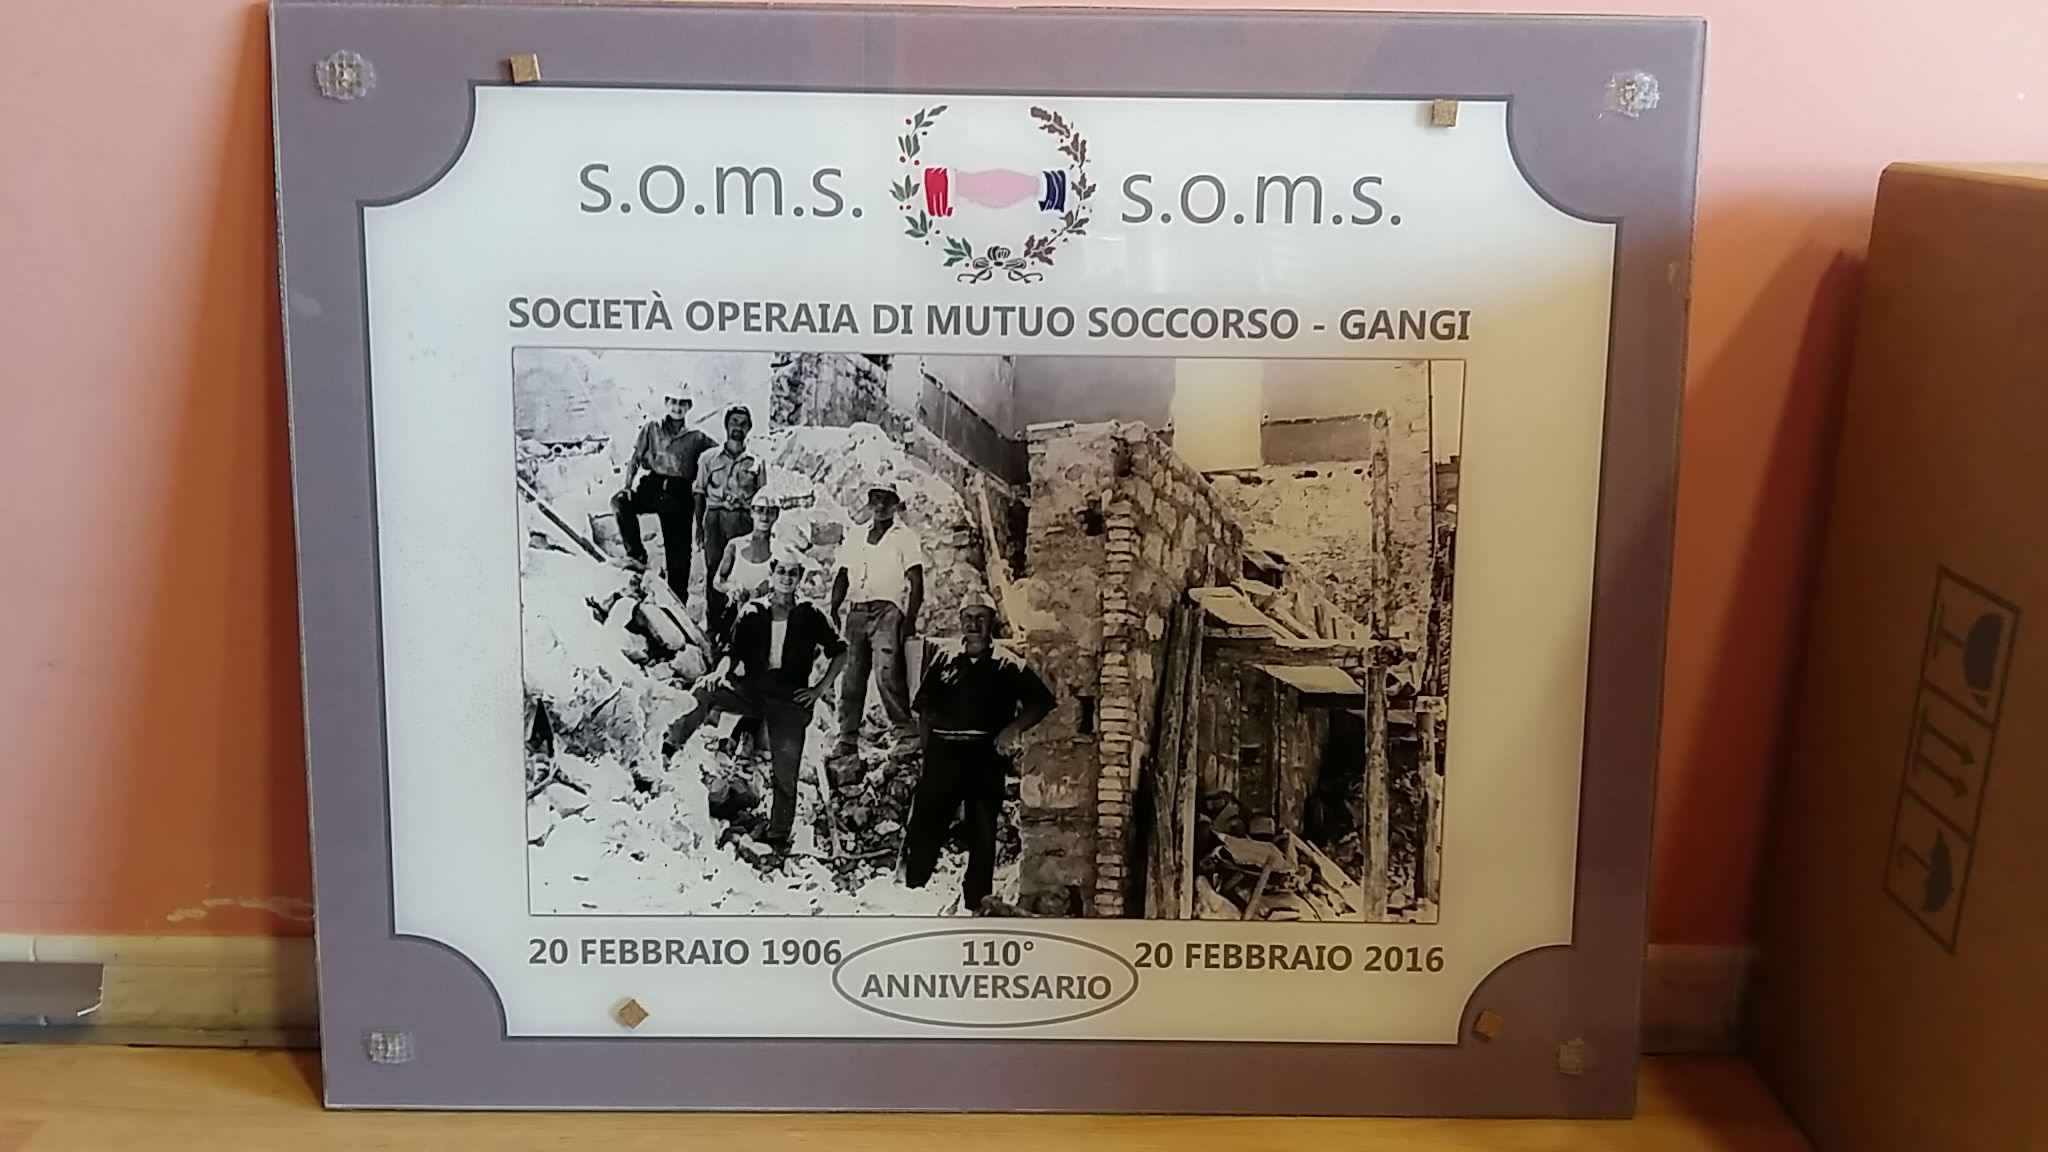 s.o.m.s. s.o.m.s.
SOCIETÀ OPERAIA DI MUTUO SOCCORSO - GANGI
20 FEBBRAIO 1906 110° 20 FEBBRAIO 2016
ANNIVERSARIO